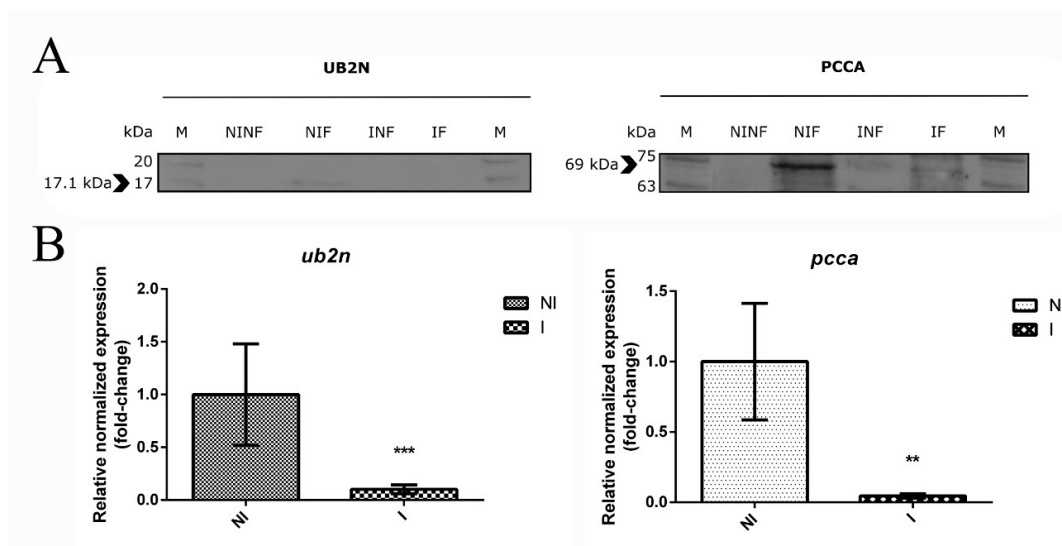 A
UB2N
kDa M NINF NIF INF IF M
20
17.1 kDa 17
PCCA
M NINF NIF INF IF M
69 kDa 75
63
B
ub2n
Relative normalized expression
(fold-change)
2.0
1.5
1.0
0.5
0.0
***
NI
I
NI
I
pcca
Relative normalized expression
(fold-change)
1.5
1.0
0.5
0.0
**
NI
I
N
I